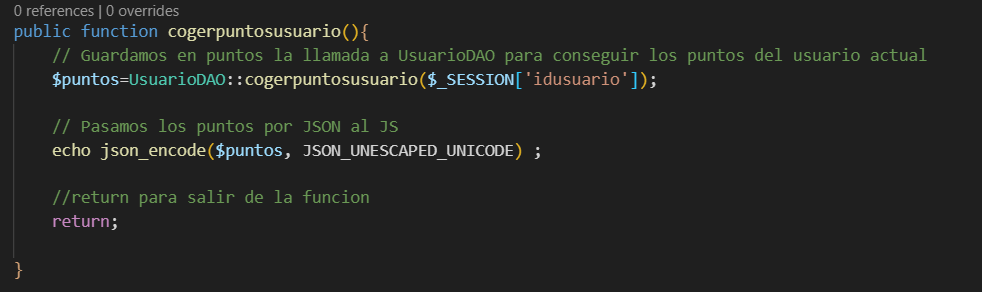 0 references | 0 overrides
public function cogerpuntosusuario(){
// Guardamos en puntos la llamada a UsuarioDAO para conseguir los puntos del usuario actual
$puntos=UsuarioDAO::cogerpuntosusuario($_SESSION['idusuario']);
// Pasamos los puntos por JSON al JS
echo json_encode($puntos, JSON_UNESCAPED_UNICODE) ;
//return para salir de la funcion
return;
}